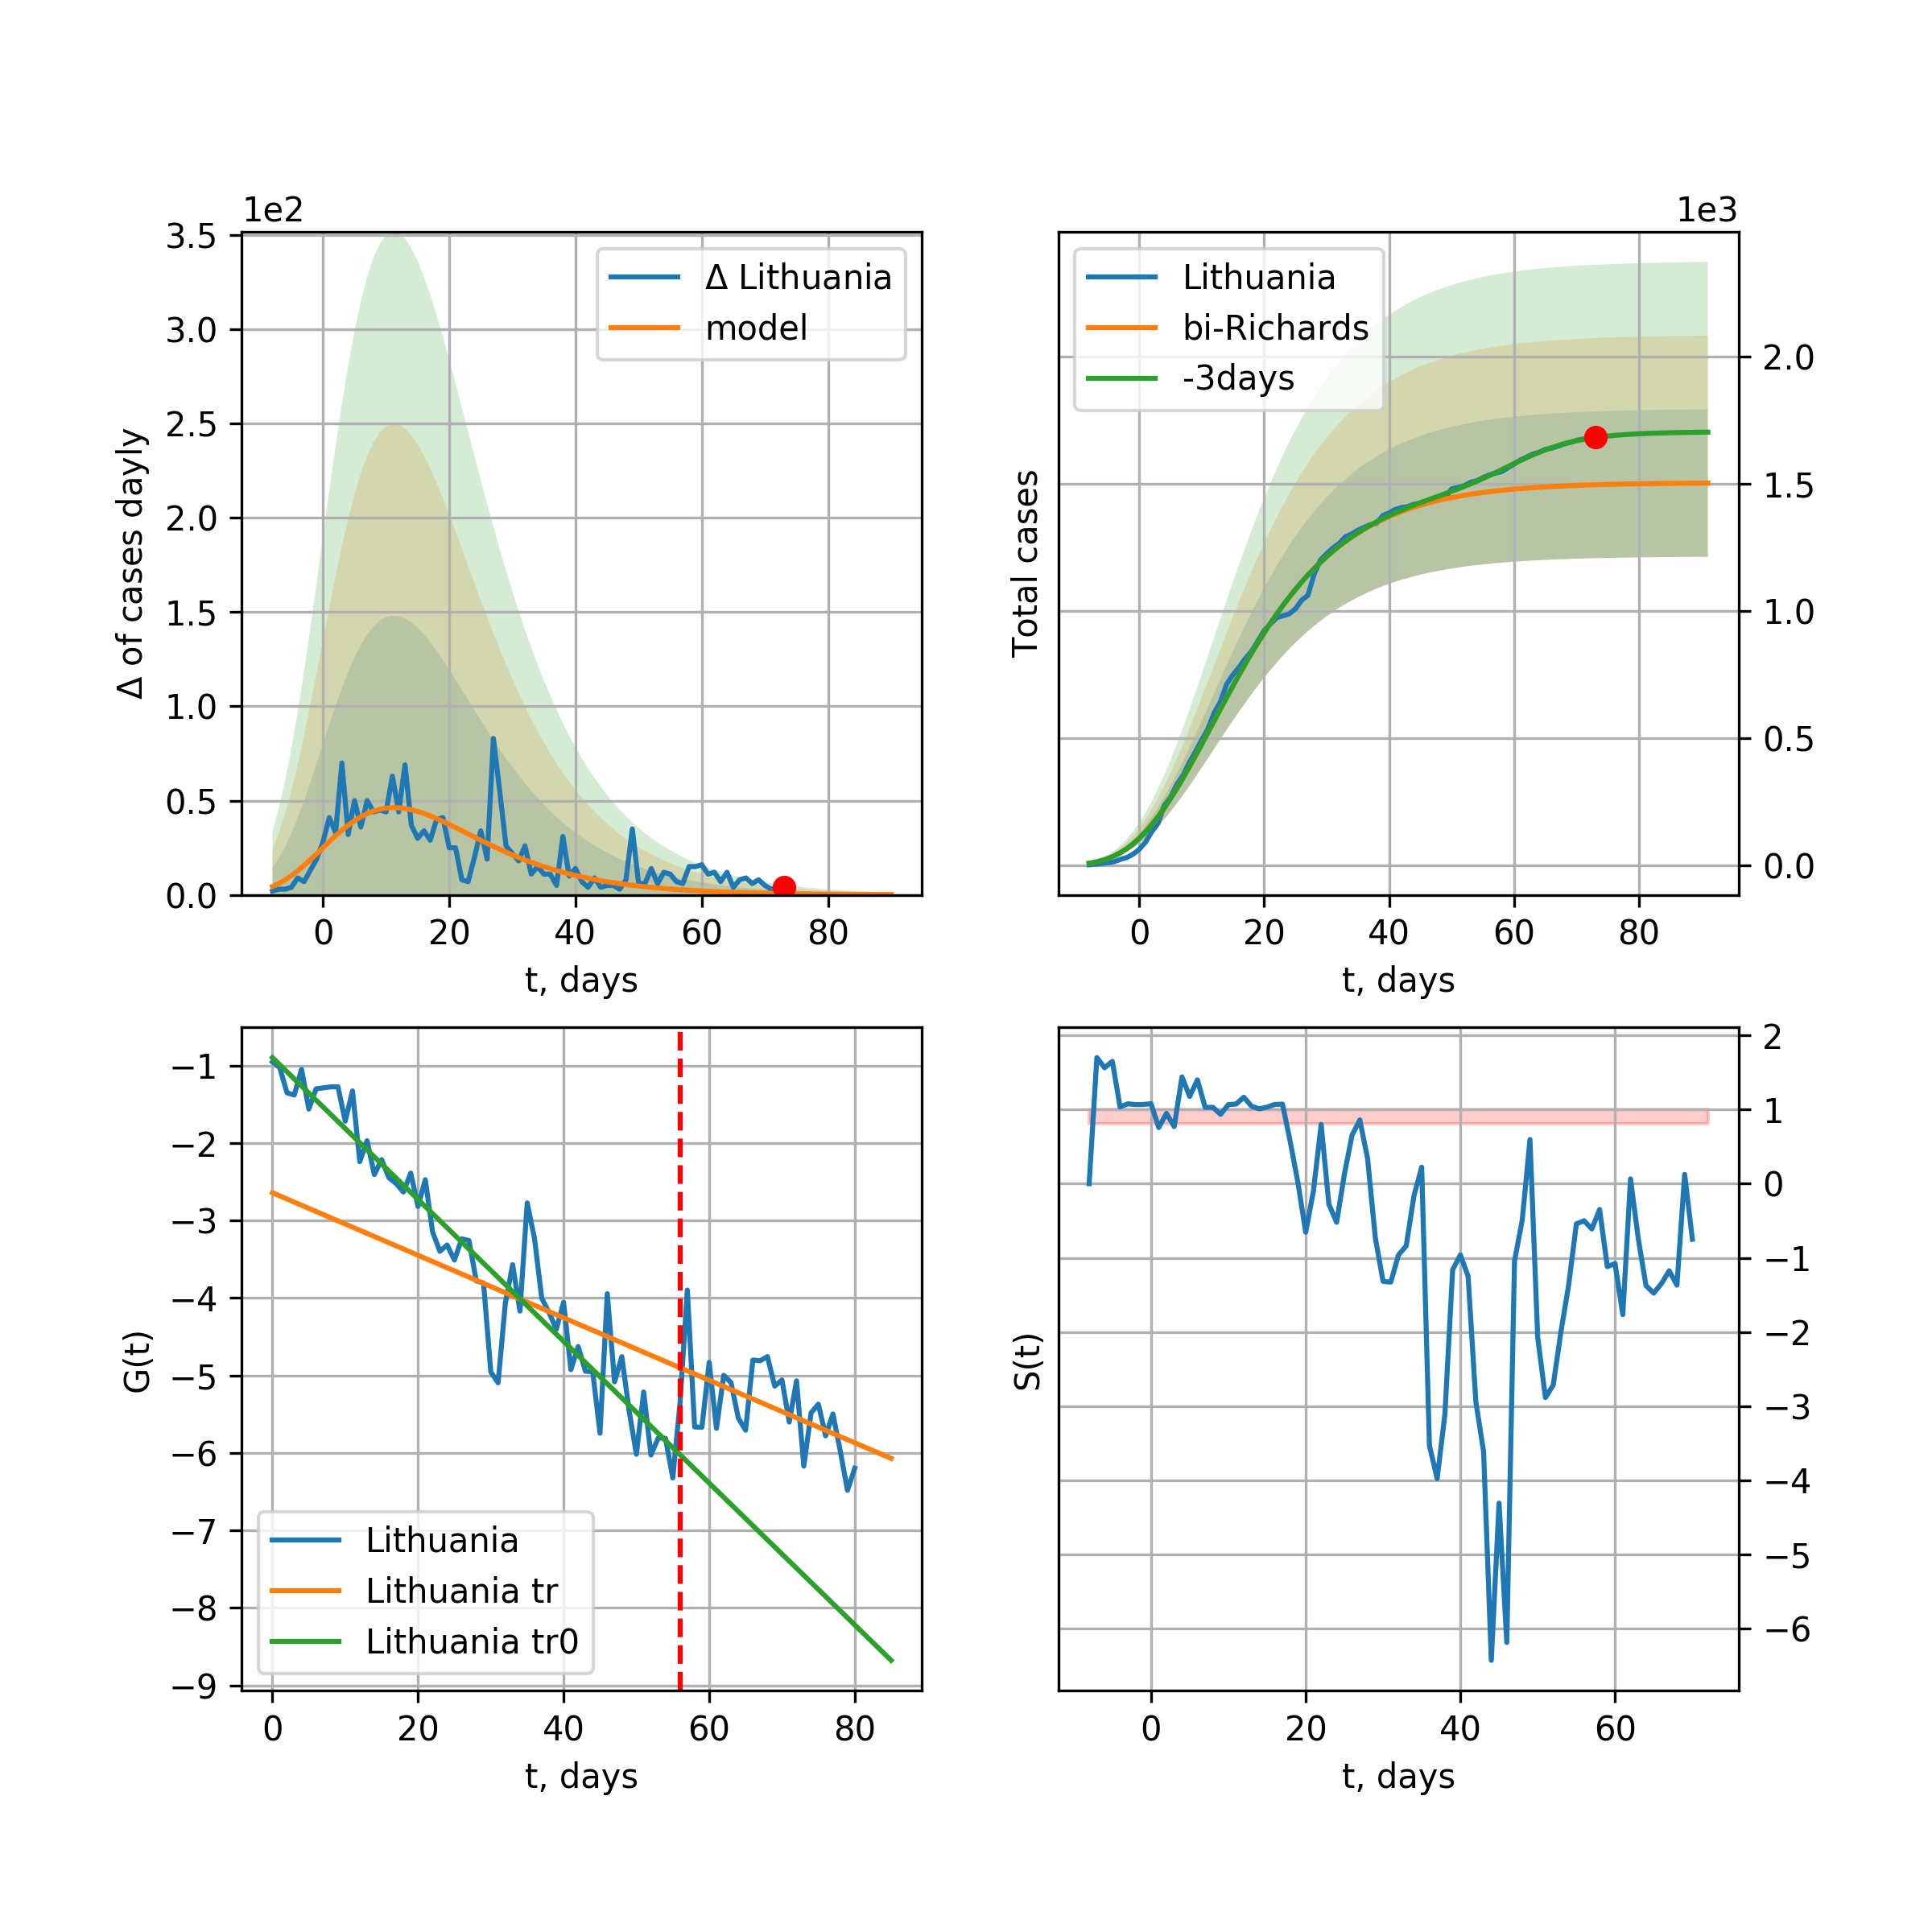 1e2
3.5
3.0
2.5
2.0
1.5
1.0
0.5
0.0
Δ of cases dayly
Δ Lithuania
model
0 20 40 60 80
t, days
1e3
Lithuania
bi-Richards
-3days
2.0
1.5
1.0
0.5
0.0
Total cases
0 20 40 60 80
t, days
−1
−2
−3
−4
−5
−6
−7
−8
−9
G(t)
Lithuania
Lithuania tr
Lithuania tr0
0 20 40 60 80
t, days
2
1
0
−1
−2
−3
−4
−5
−6
S(t)
0 20 40 60
t, days